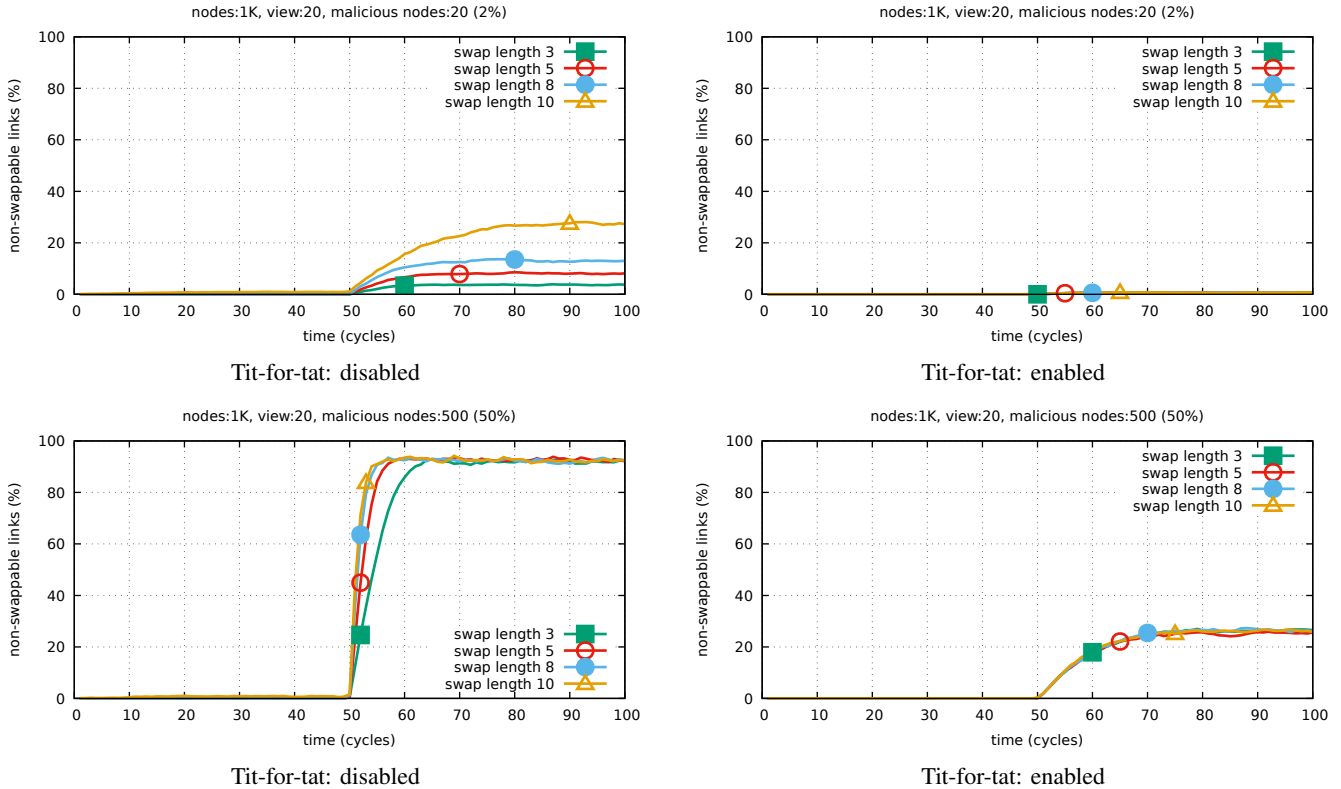 nodes:1K, view:20, malicious nodes:20 (2%)
non-swappable links (%)
100
80
60
40
20
0
swap length 3
swap length 5
swap length 8
swap length 10
0 10 20 30 40 50 60 70 80 90 100
time (cycles)
Tit-for-tat: disabled
nodes:1K, view:20, malicious nodes:20 (2%)
non-swappable links (%)
100
80
60
40
20
0
swap length 3
swap length 5
swap length 8
swap length 10
0 10 20 30 40 50 60 70 80 90 100
time (cycles)
Tit-for-tat: enabled
nodes:1K, view:20, malicious nodes:500 (50%)
non-swappable links (%)
100
80
60
40
20
0
swap length 3
swap length 5
swap length 8
swap length 10
0 10 20 30 40 50 60 70 80 90 100
time (cycles)
Tit-for-tat: disabled
nodes:1K, view:20, malicious nodes:500 (50%)
non-swappable links (%)
100
80
60
40
20
0
swap length 3
swap length 5
swap length 8
swap length 10
0 10 20 30 40 50 60 70 80 90 100
time (cycles)
Tit-for-tat: enabled